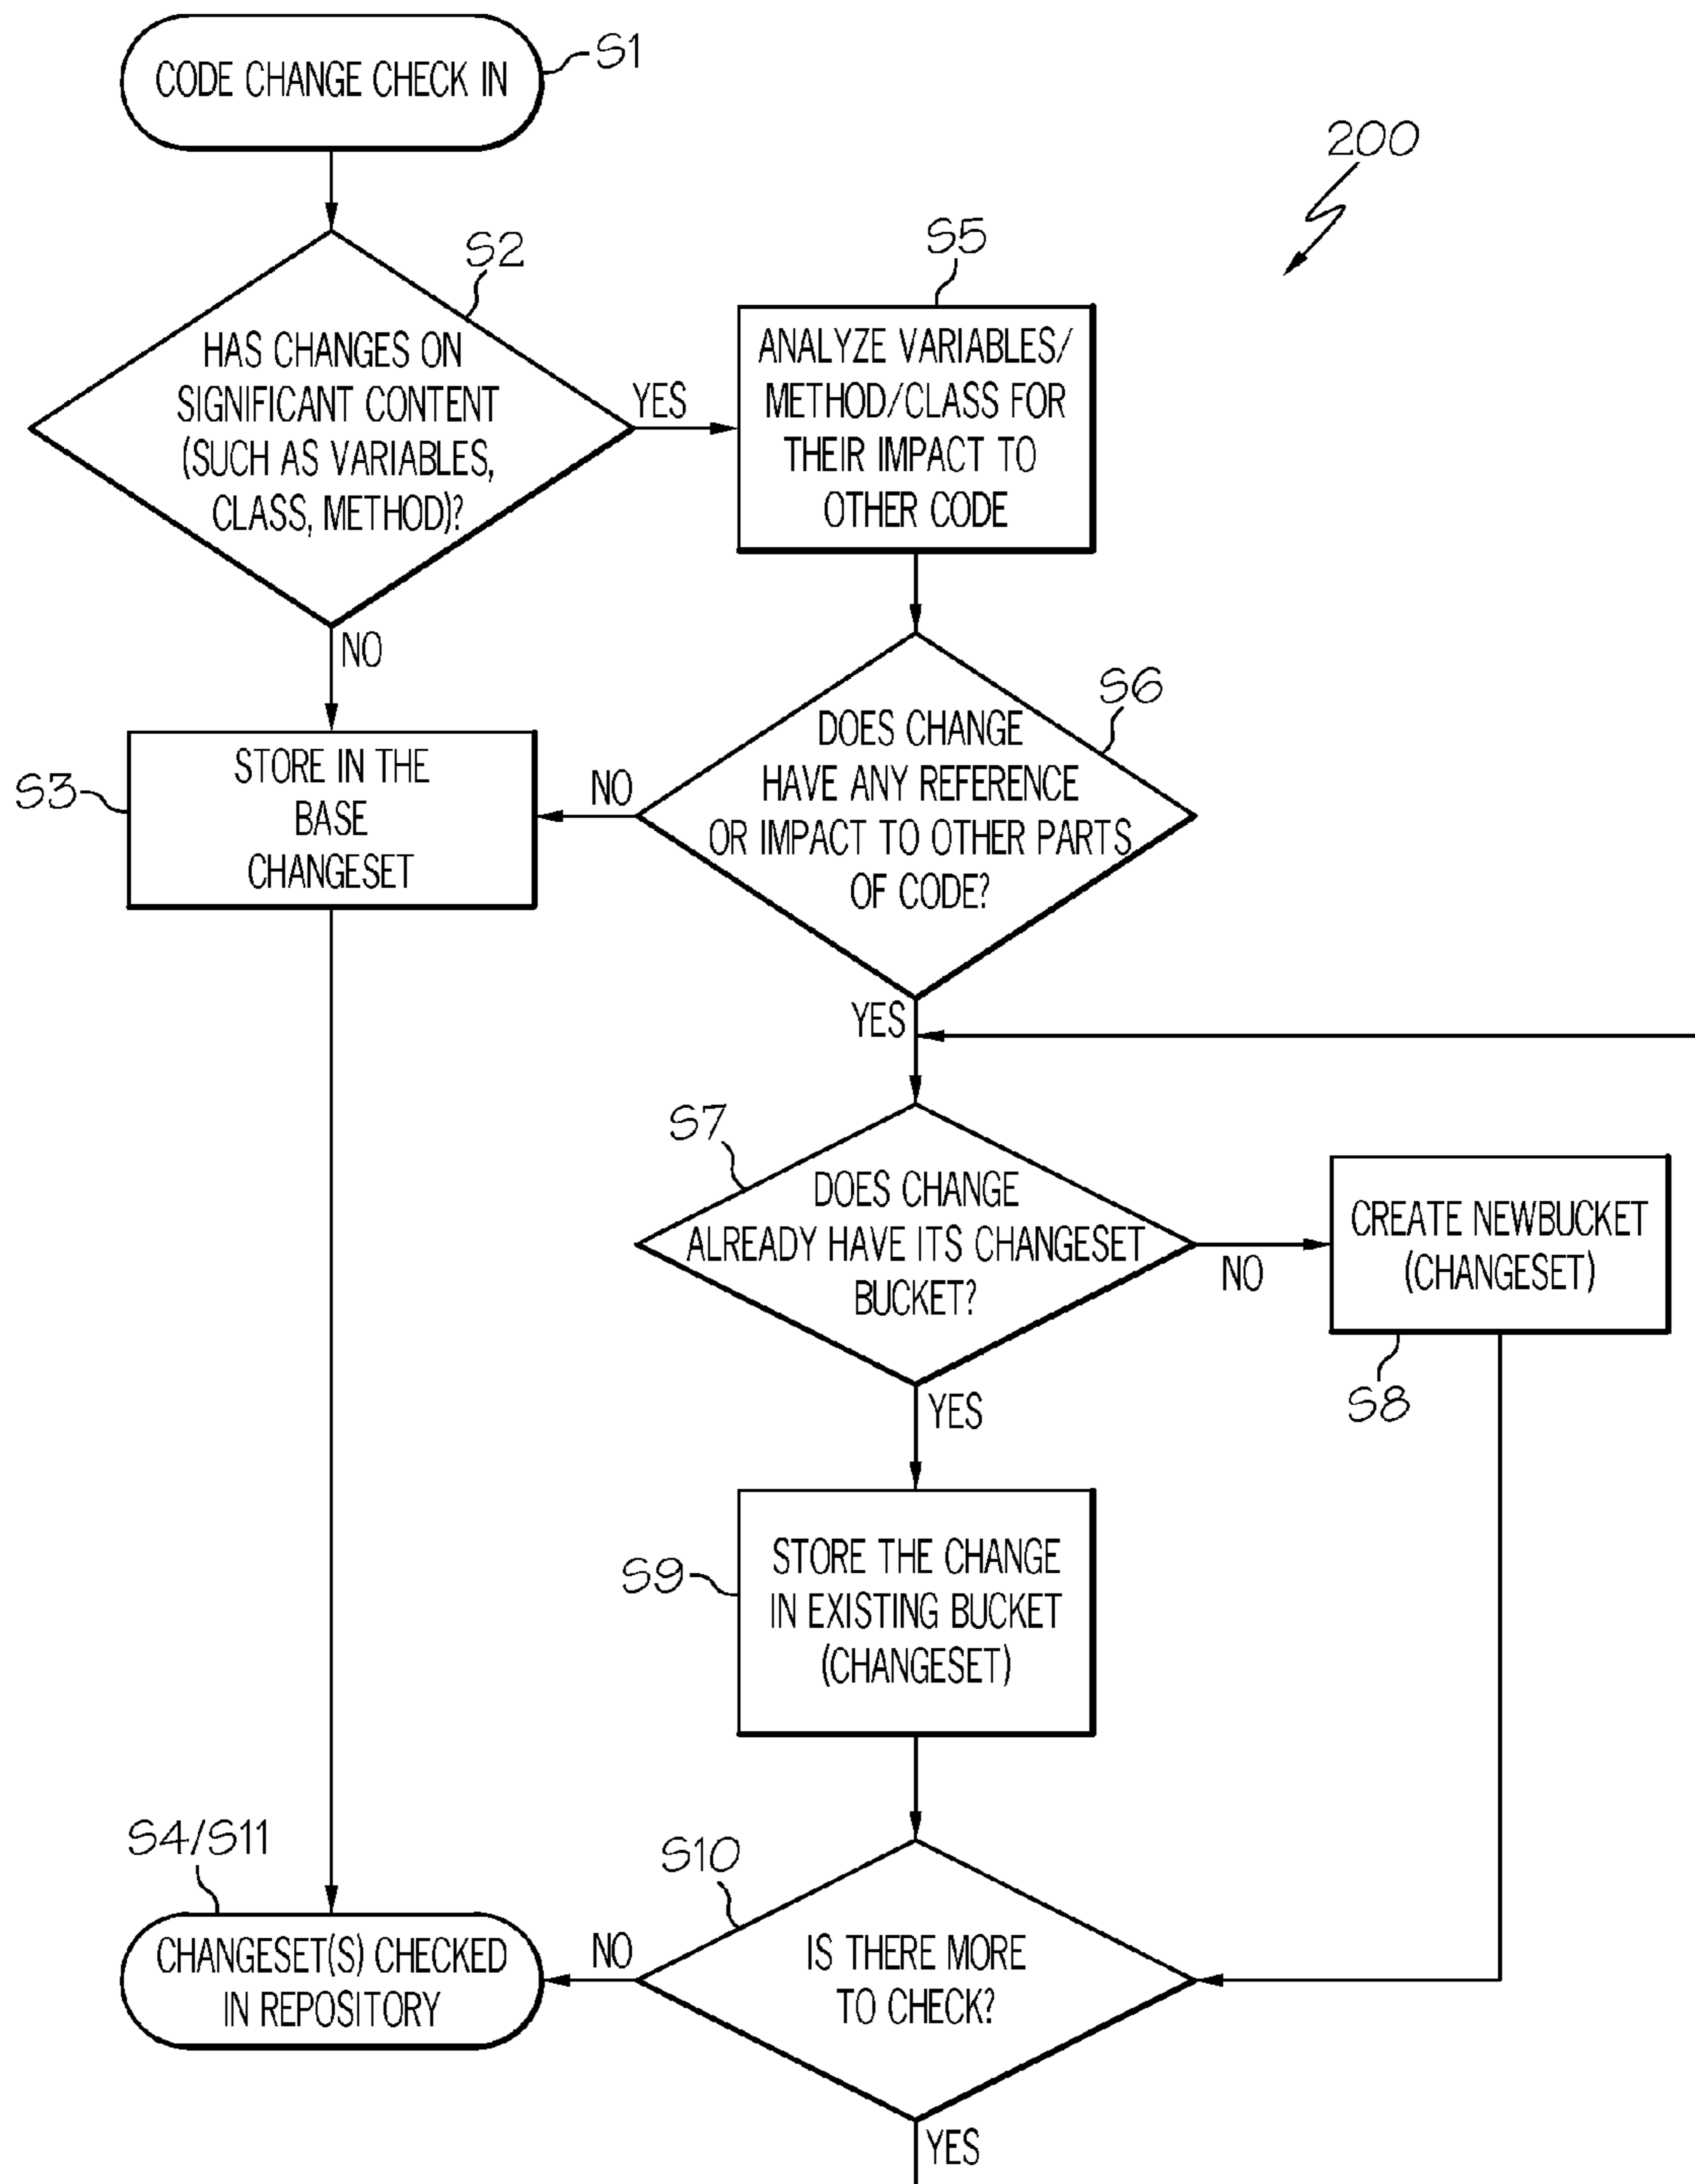 CODE CHANGE CHECK IN
S1
200
S2
HAS CHANGES ON
SIGNIFICANT CONTENT
(SUCH AS VARIABLES,
CLASS, METHOD)?
YES
NO
S5
ANALYZE VARIABLES/
METHOD/CLASS FOR
THEIR IMPACT TO
OTHER CODE
S3
STORE IN THE
BASE
CHANGESET
S6
DOES CHANGE
HAVE ANY REFERENCE
OR IMPACT TO OTHER PARTS
OF CODE?
NO
YES
S7
DOES CHANGE
ALREADY HAVE ITS CHANGESET
BUCKET?
NO
YES
CREATE NEWBUCKET
(CHANGESET)
S8
S9
STORE THE CHANGE
IN EXISTING BUCKET
(CHANGESET)
S4/S11
CHANGESET(S) CHECKED
IN REPOSITORY
S10
IS THERE MORE
TO CHECK?
NO
YES